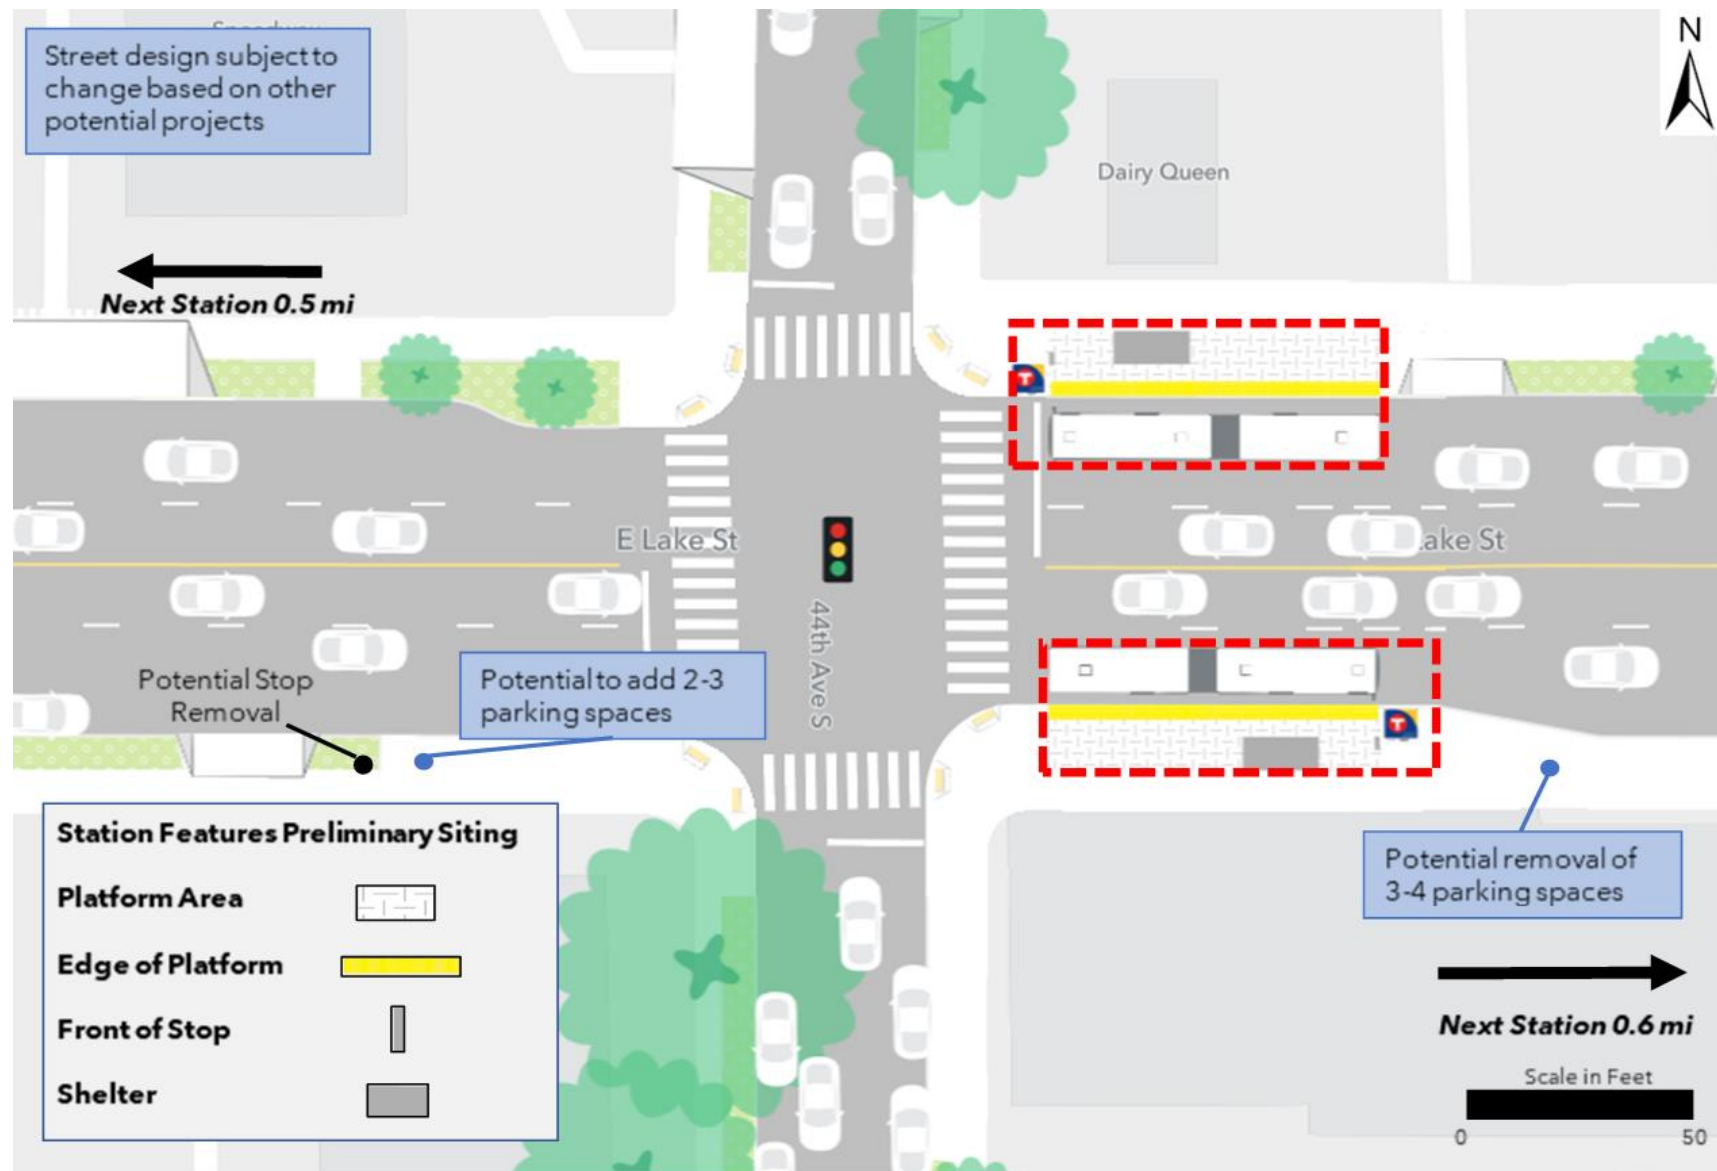 Speedway
Street design subject to
change based on other
potential projects
N
Dairy Queen
Next Station 0.5 mi
T
E Lake St
Lake St
44th Ave S
T
Potential Stop
Removal
Potential to add 2-3
parking spaces
Station Features Preliminary Siting
Platform Area
Edge of Platform
Front of Stop
Shelter
Potential removal of
3-4 parking spaces
Next Station 0.6 mi
Scale in Feet
0 50